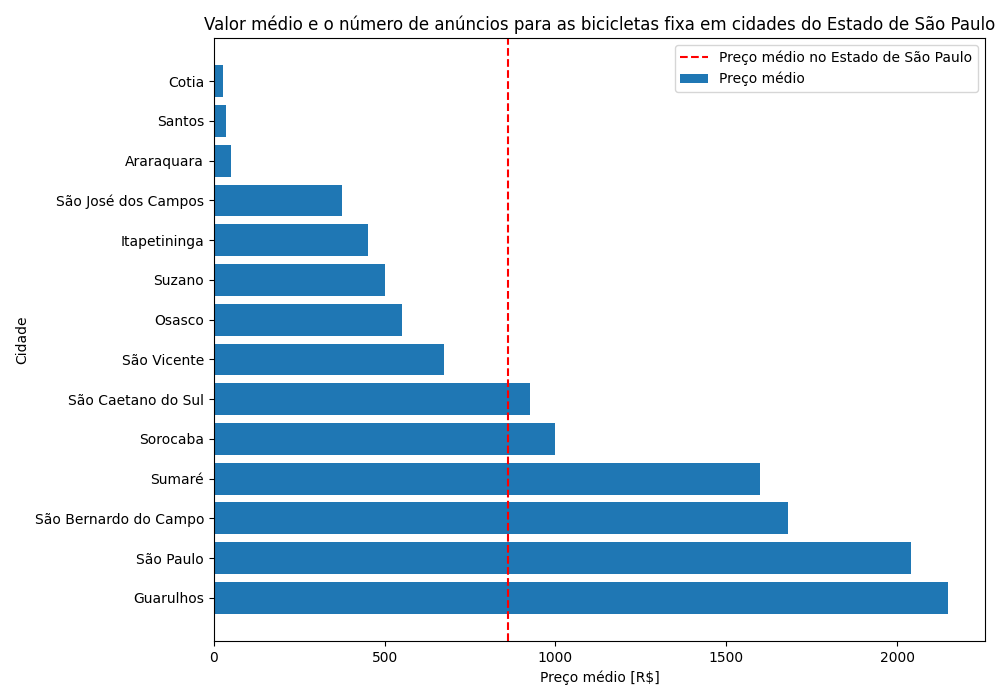 Valor médio e o número de anúncios para as bicicletas fixa em cidades do Estado de São Paulo
Preço médio no Estado de São Paulo
Preço médio
Cidade
Cotia
Santos
Araraquara
São José dos Campos
Itapetininga
Suzano
Osasco
São Vicente
São Caetano do Sul
Sorocaba
Sumaré
São Bernardo do Campo
São Paulo
Guarulhos
0 500 1000 1500 2000
Preço médio [R$]